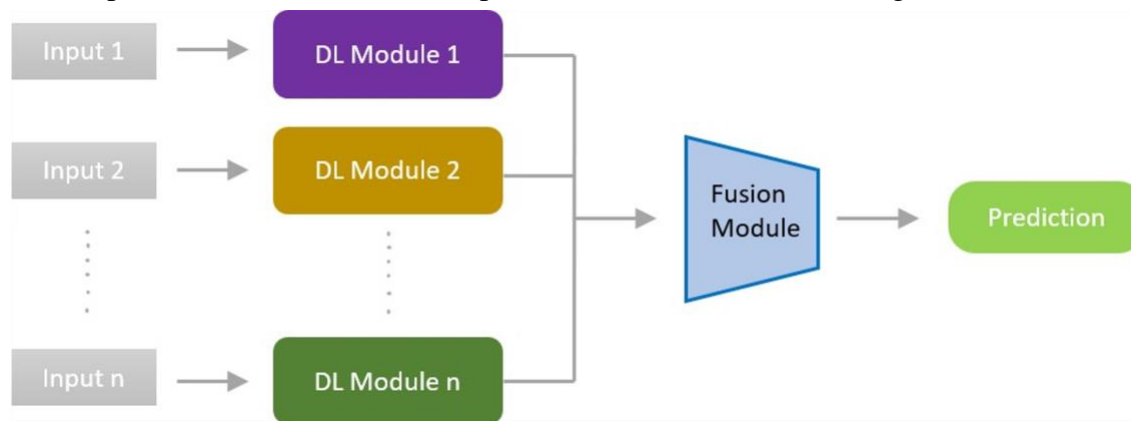 Input 1
DL Module 1
Input 2
DL Module 2
Fusion
Module
Prediction
Input n
DL Module n